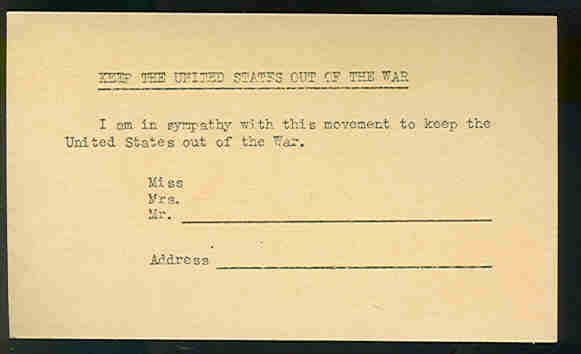 KEEP THE UNITED STATES OUT OF THE WAR
I am in sympathy with this movement to keep the
United States out of the War.
Miss
Mrs.
Mr.
Address